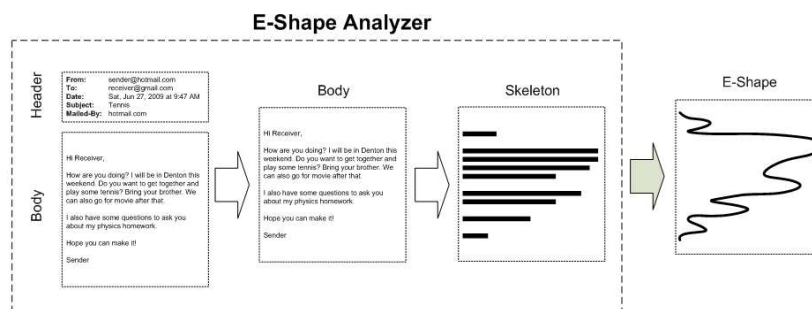 E-Shape Analyzer
Header
From: sender@hotmail.com
To: receiver@gmail.com
Date: Sat, Jun 27, 2009 at 9:47 AM
Subject: Tennis
Mailed-By: hotmail.com
Body
Hi Receiver,
How are you doing? I will be in Denton this
weekend. Do you want to get together and
play some tennis? Bring your brother. We
can also go for movie after that.
I also have some questions to ask you
about my physics homework.
Hope you can make it!
Sender
Body
Hi Receiver,
How are you doing? I will be in Denton this
weekend. Do you want to get together and
play some tennis? Bring your brother. We
can also go for movie after that.
I also have some questions to ask you
about my physics homework.
Hope you can make it!
Sender
Skeleton
E-Shape